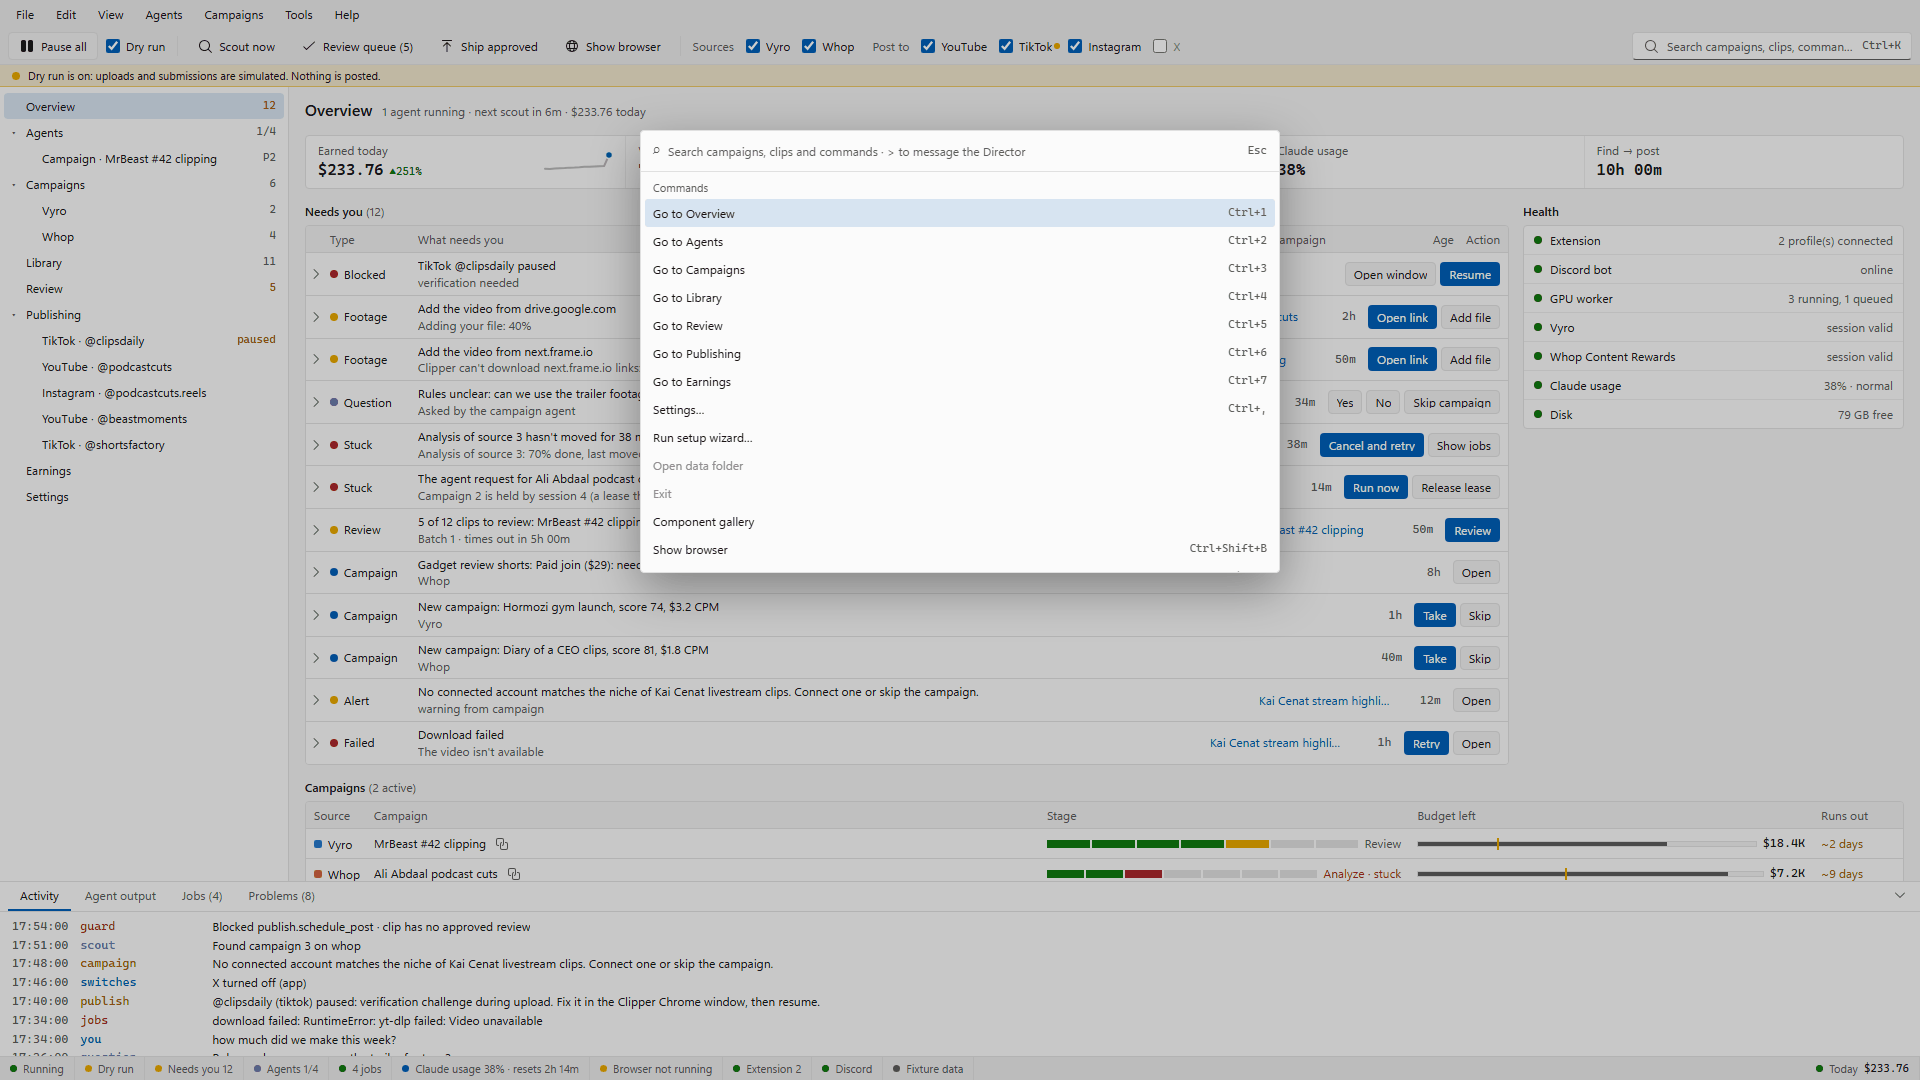 File Edit View Agents Campaigns Tools Help
Pause all Dry run Scout now Review queue (5) Ship approved Show browser Sources Vyro Whop Post to YouTube TikTok Instagram X Search campaigns, clips, comman... Ctrl+K
Dry run is on: uploads and submissions are simulated. Nothing is posted.
Overview 12
Agents 1/4
Campaign · MrBeast #42 clipping P2
Campaigns 6
Vyro 2
Whop 4
Library 11
Review 5
Publishing
TikTok · @clipsdaily paused
YouTube · @podcastcuts
Instagram · @podcastcuts.reels
YouTube · @beastmoments
TikTok · @shortsfactory
Earnings
Settings
Overview 1 agent running · next scout in 6m · $233.76 today
Earned today
$233.76 ▲251%
Claude usage
38%
Find → post
10h 00m
Search campaigns, clips and commands · > to message the Director Esc
Commands
Go to Overview Ctrl+1
Go to Agents Ctrl+2
Go to Campaigns Ctrl+3
Go to Library Ctrl+4
Go to Review Ctrl+5
Go to Publishing Ctrl+6
Go to Earnings Ctrl+7
Settings... Ctrl+,
Run setup wizard...
Open data folder
Exit
Component gallery
Show browser Ctrl+Shift+B
Needs you (12)
Type What needs you Age Action
Blocked TikTok @clipsdaily paused Open window Resume
verification needed
Footage Add the video from drive.google.com 2h Open link Add file
Adding your file: 40%
Footage Add the video from next.frame.io 50m Open link Add file
Clipper can't download next.frame.io links
Question Rules unclear: can we use the trailer 34m Yes No Skip campaign
Asked by the campaign agent
Stuck Analysis of source 3 hasn't moved for 38 38m Cancel and retry Show jobs
Analysis of source 3: 70% done, last
Stuck The agent request for Ali Abdaal podcast 14m Run now Release lease
Campaign 2 is held by session 4 (a lease
Review 5 of 12 clips to review: MrBeast #42 #42 clipping 50m Review
Batch 1 · times out in 5h 00m
Campaign Gadget review shorts: Paid join ($29): 8h Open
Whop
Campaign New campaign: Hormozi gym launch, score 74, $3.2 CPM 1h Take Skip
Vyro
Campaign New campaign: Diary of a CEO clips, score 81, $1.8 CPM 40m Take Skip
Whop
Alert No connected account matches the niche of Kai Cenat livestream clips. Connect one or skip the campaign. Kai Cenat stream highli... 12m Open
warning from campaign
Failed Download failed Kai Cenat stream highli... 1h Retry Open
The video isn't available
Health
Extension 2 profile(s) connected
Discord bot online
GPU worker 3 running, 1 queued
Vyro session valid
Whop Content Rewards session valid
Claude usage 38% · normal
Disk 79 GB free
Campaigns (2 active)
Source Campaign Stage Budget left Runs out
Vyro MrBeast #42 clipping Review $18.4K ~2 days
Whop Ali Abdaal podcast cuts Analyze · stuck $7.2K ~9 days
Activity Agent output Jobs (4) Problems (8)
17:54:00 guard Blocked publish.schedule_post · clip has no approved review
17:51:00 scout Found campaign 3 on whop
17:48:00 campaign No connected account matches the niche of Kai Cenat livestream clips. Connect one or skip the campaign.
17:46:00 switches X turned off (app)
17:40:00 publish @clipsdaily (tiktok) paused: verification challenge during upload. Fix it in the Clipper Chrome window, then resume.
17:34:00 jobs download failed: RuntimeError: yt-dlp failed: Video unavailable
17:34:00 you how much did we make this week?
Running Dry run Needs you 12 Agents 1/4 4 jobs Claude usage 38% · resets 2h 14m Browser not running Extension 2 Discord Fixture data Today $233.76